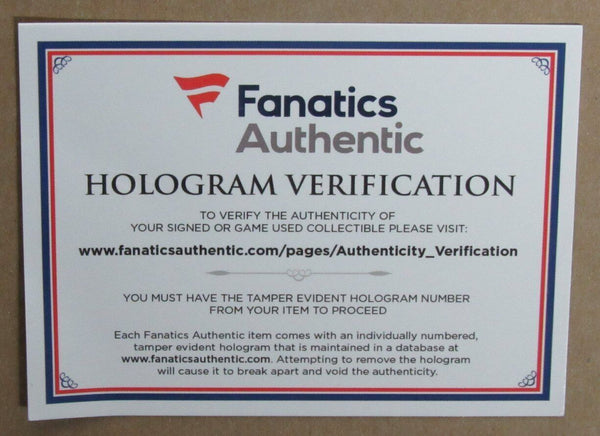 Fanatics
Authentic
HOLOGRAM VERIFICATION
TO VERIFY THE AUTHENTICITY OF
YOUR SIGNED OR GAME USED COLLECTIBLE PLEASE VISIT:
www.fanaticsauthentic.com/pages/Authenticity_Verification
YOU MUST HAVE THE TAMPER EVIDENT HOLOGRAM NUMBER
FROM YOUR ITEM TO PROCEED
Each Fanatics Authentic item comes with an individually numbered,
tamper evident hologram that is maintained in a database at
www.fanaticsauthentic.com. Attempting to remove the hologram
will cause it to break apart and void the authenticity.